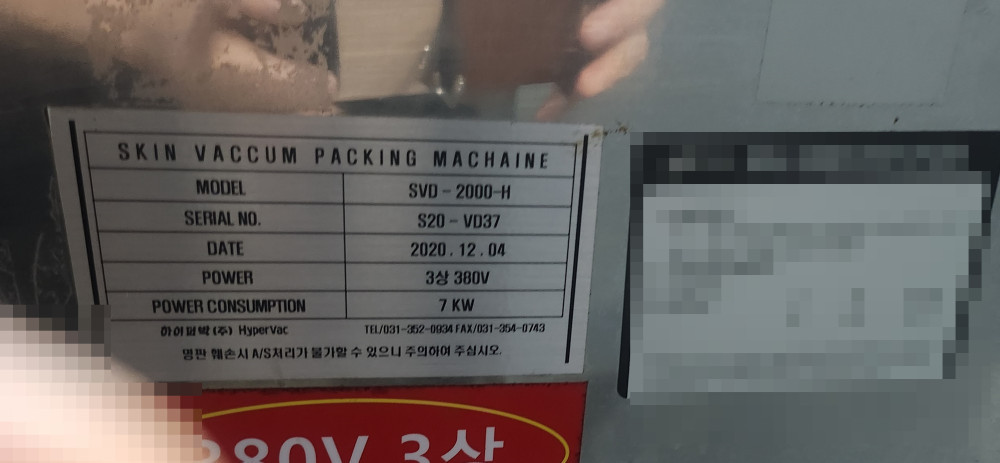 SKIN VACCUM PACKING MACHAINE
MODEL SVD - 2000-H
SERIAL NO. S20 - VD37
DATE 2020. 12. 04
POWER 3상 380V
POWER CONSUMPTION 7 KW
하이퍼박(주) HyperVac TEL/031-352-0934 FAX/031-354-0743
명판 훼손시 A/S처리가 불가할 수 있으니 주의하여 주십시오.
380V 3상